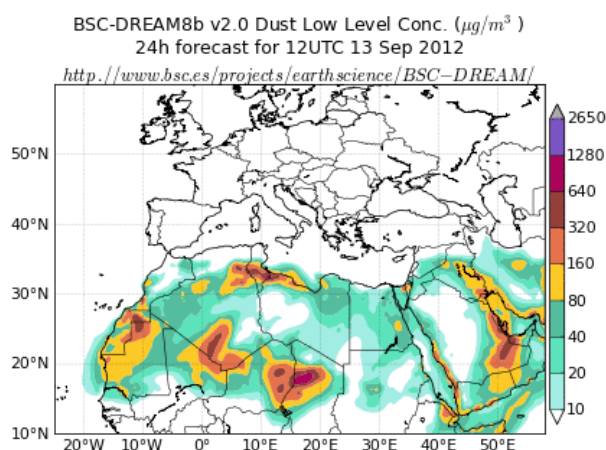 BSC-DREAM8b v2.0 Dust Low Level Conc. (μg/m³ )
24h forecast for 12UTC 13 Sep 2012
http://www.bsc.es/projects/earthscience/BSC−DREAM/
2650
1280
640
320
160
80
40
20
10
50°N
40°N
30°N
20°N
10°N
20°W 10°W 0° 10°E 20°E 30°E 40°E 50°E